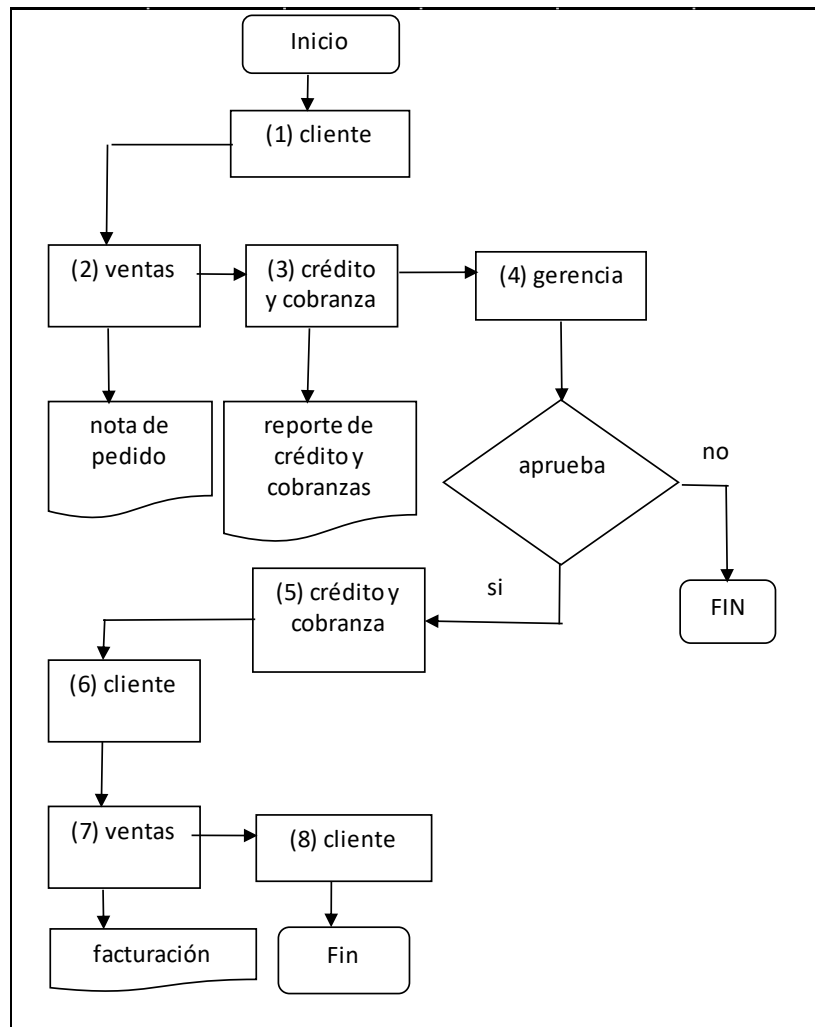 Inicio
(1) cliente
(2) ventas
(3) crédito
y cobranza
(4) gerencia
nota de
pedido
reporte de
crédito y
cobranzas
aprueba
no
si
FIN
(5) crédito y
cobranza
(6) cliente
(7) ventas
(8) cliente
facturación
Fin